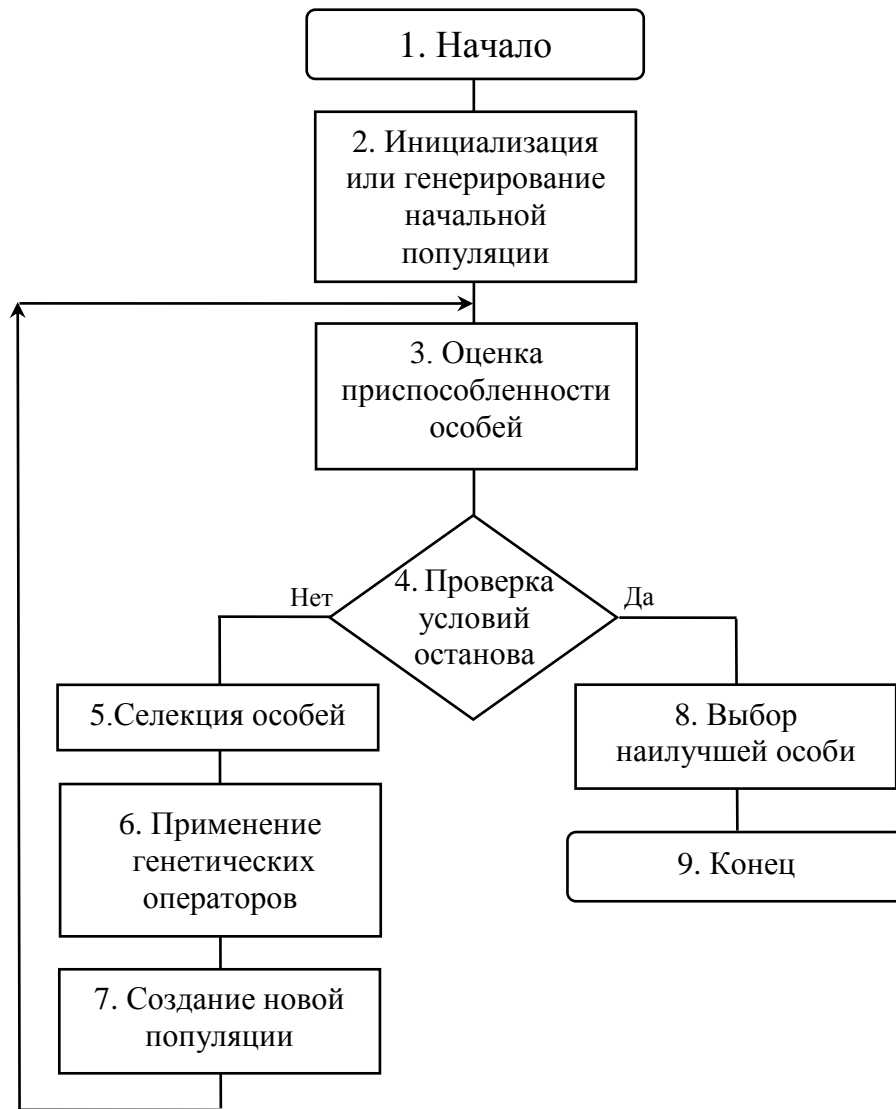 1. Начало
2. Инициализация
или генерирование
начальной
популяции
3. Оценка
приспособленности
особей
4. Проверка
условий
останова
Нет
Да
5.Селекция особей
6. Применение
генетических
операторов
7. Создание новой
популяции
8. Выбор
наилучшей особи
9. Конец